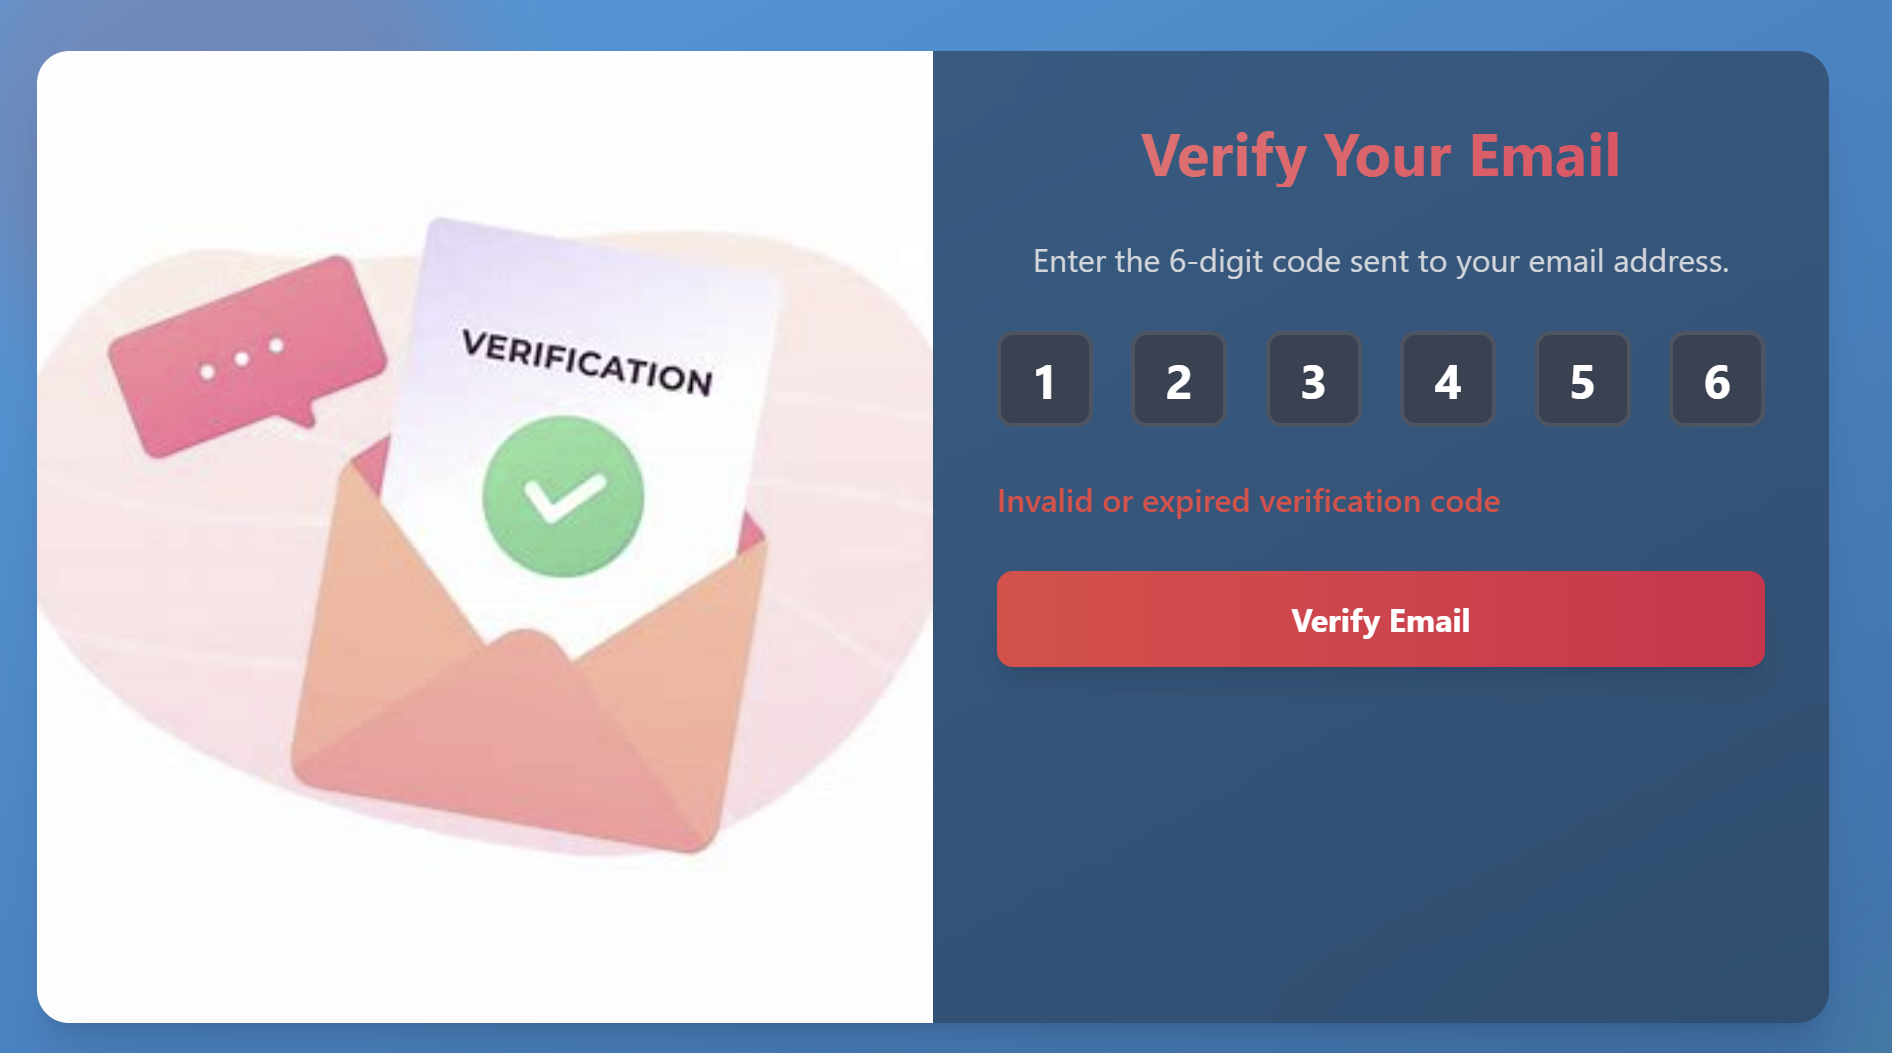 VERIFICATION
Verify Your Email
Enter the 6-digit code sent to your email address.
1 2 3 4 5 6
Invalid or expired verification code
Verify Email